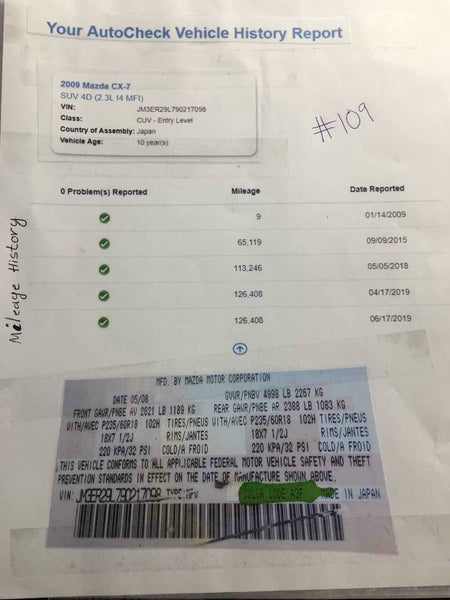 Your AutoCheck Vehicle History Report
2009 Mazda CX-7
SUV 4D (2.3L I4 MFI)
VIN: JM3ER29L790217098
Class: CUV - Entry Level
Country of Assembly: Japan
Vehicle Age: 10 year(s)
#109
Mileage History
0 Problem(s) Reported Mileage Date Reported
9 01/14/2009
65,119 09/09/2015
113,246 05/05/2018
126,408 04/17/2019
126,408 06/17/2019
MFD. BY MAZDA MOTOR CORPORATION
DATE 05/08 GVWR/PNBV 4998 LB 2267 KG
FRONT GAWR/PNBE AV 2621 LB 1189 KG REAR GAWR/PNBE AR 2388 LB 1083 KG
WITH/AVEC P235/60R18 102H TIRES/PNEUS WITH/AVEC P235/60R18 102H TIRES/PNEUS
18X7 1/2J RIMS/JANTES 18X7 1/2J RIMS/JANTES
220 KPA/32 PSI COLD/A FROID 220 KPA/32 PSI COLD/A FROID
THIS VEHICLE CONFORMS TO ALL APPLICABLE FEDERAL MOTOR VEHICLE SAFETY AND THEFT
PREVENTION STANDARDS IN EFFECT ON THE DATE OF MANUFACTURE SHOWN ABOVE.
VIN: JM3ER29L790217098 TYPE:MPV COLOR CODE:A3F MADE IN JAPAN